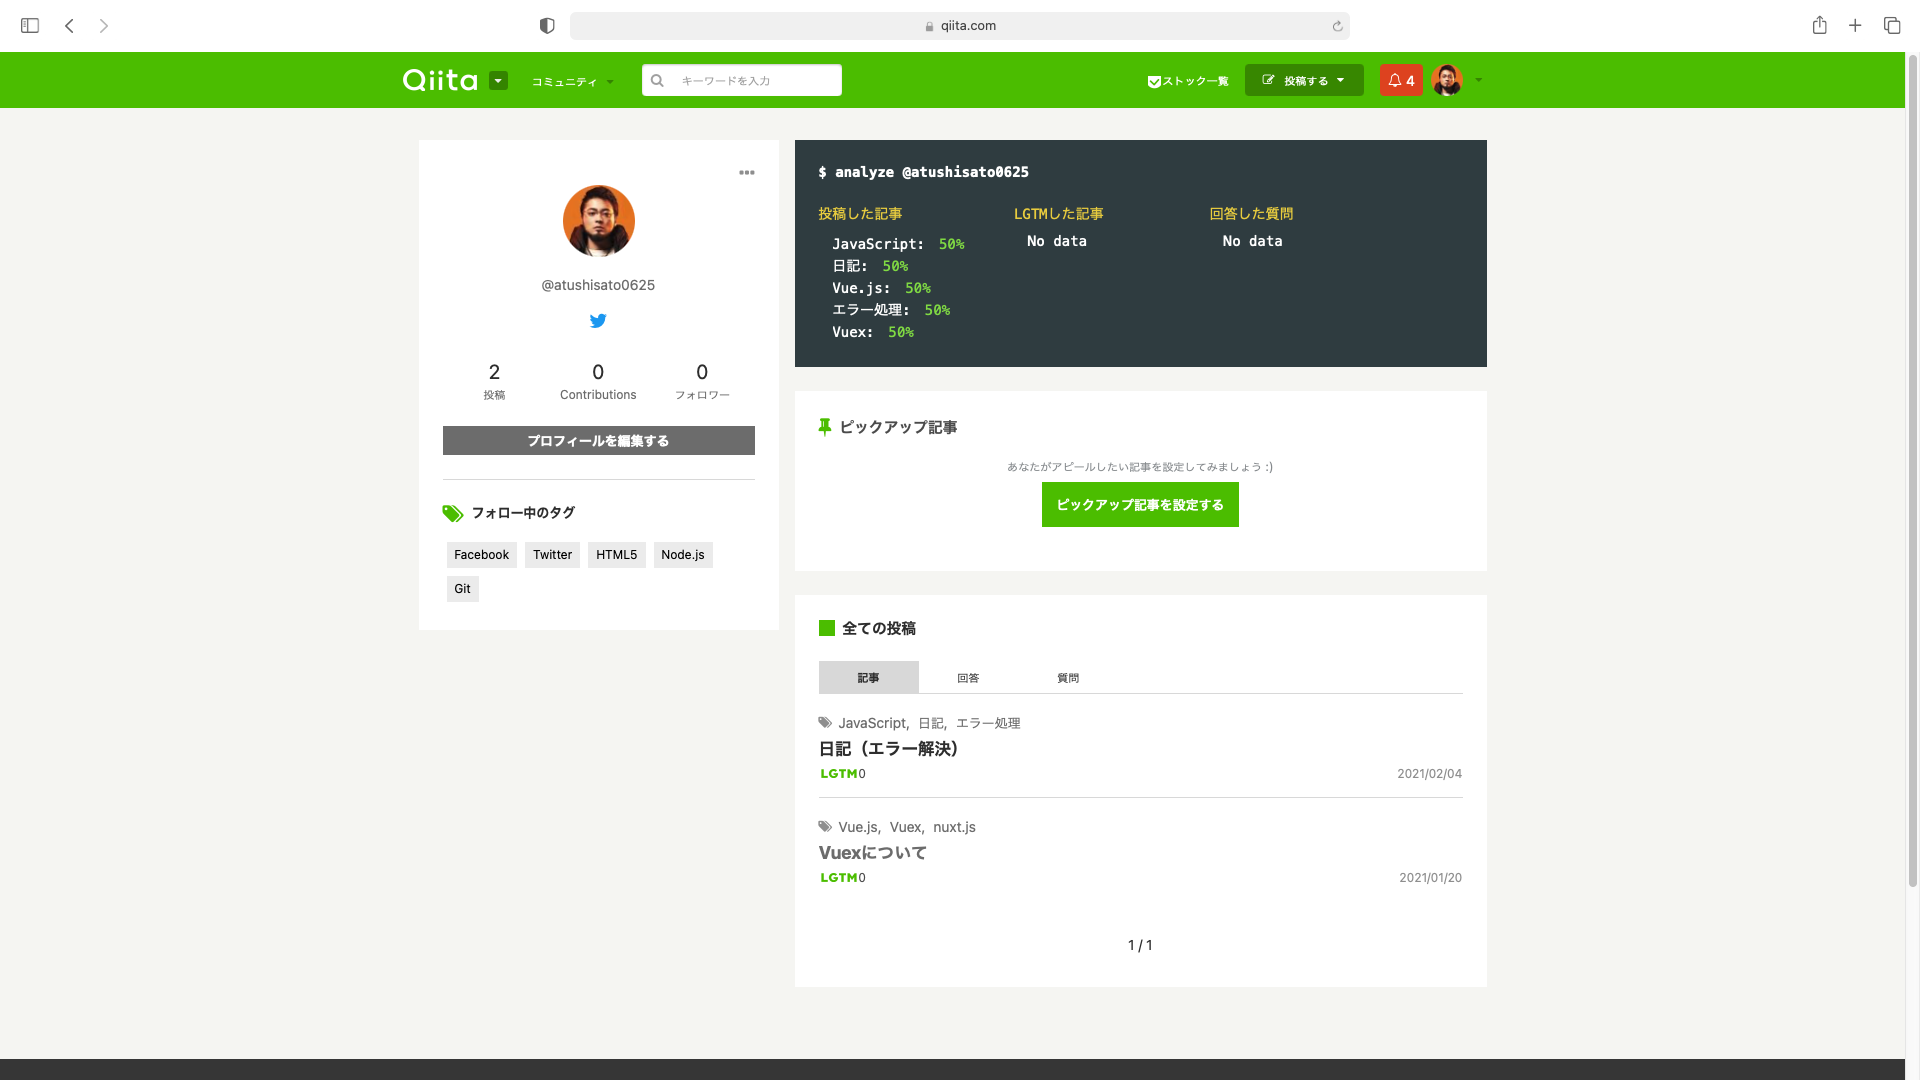 qiita.com
Qiita
コミュニティ
キーワードを入力
ストック一覧
投稿する
4
@atushisato0625
2
0
0
投稿
Contributions
フォロワー
プロフィールを編集する
フォロー中のタグ
Facebook Twitter HTML5 Node.js
Git
$ analyze @atushisato0625
投稿した記事
JavaScript: 50%
日記: 50%
Vue.js: 50%
エラー処理: 50%
Vuex: 50%
LGTMした記事
No data
回答した質問
No data
ピックアップ記事
あなたがアピールしたい記事を設定してみましょう :)
ピックアップ記事を設定する
全ての投稿
記事 回答 質問
JavaScript, 日記, エラー処理
日記（エラー解決）
LGTM0 2021/02/04
Vue.js, Vuex, nuxt.js
Vuexについて
LGTM0 2021/01/20
1 / 1